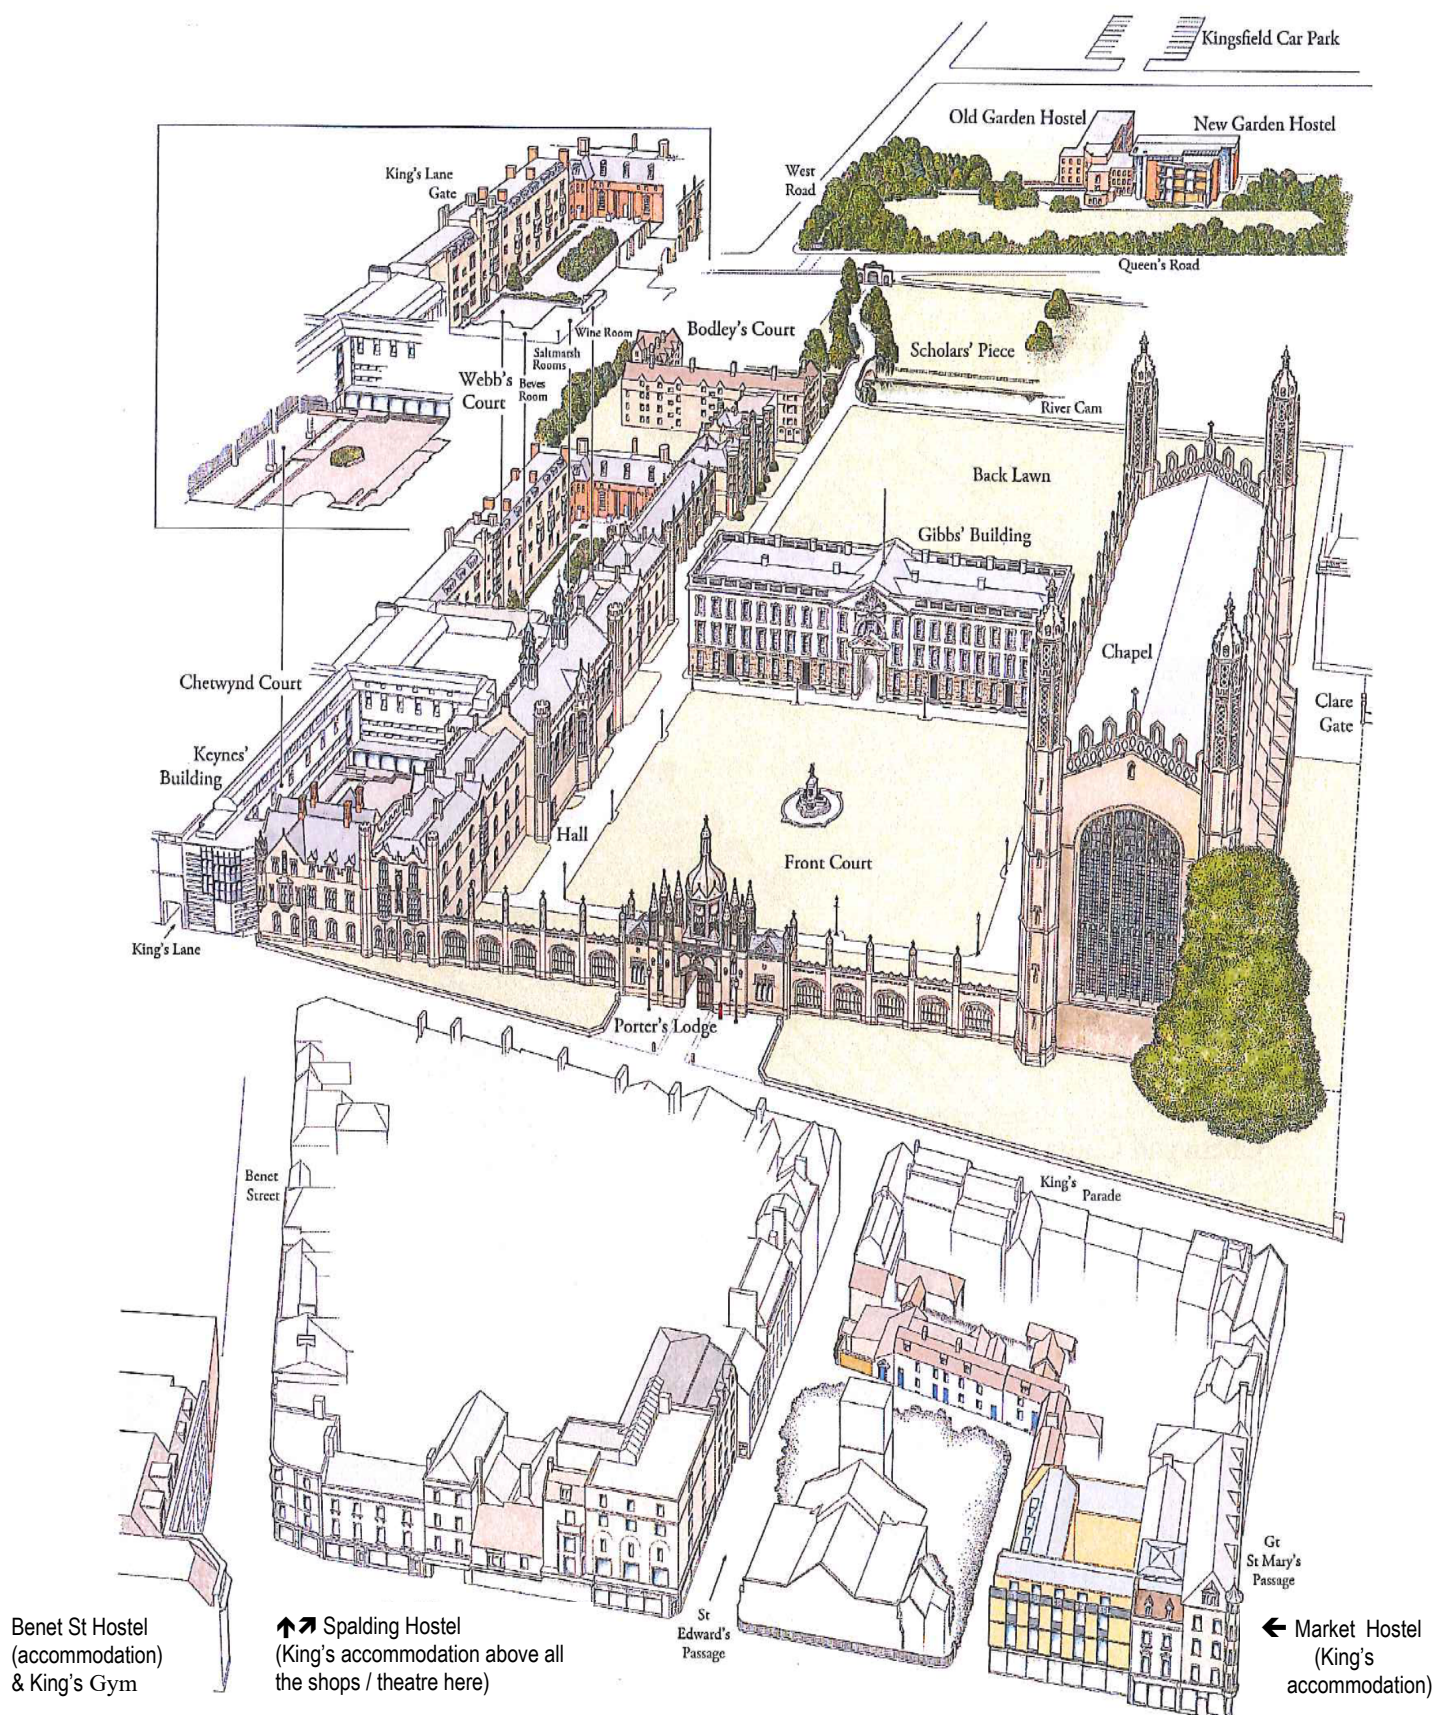 Kingsfield Car Park
Old Garden Hostel
New Garden Hostel
King's Lane
Gate
West
Road
Queen's Road
Wine Room
Bodley's Court
Saltmarsh
Rooms
Scholars' Piece
Webb's
Court
Beves
Room
River Cam
Back Lawn
Gibbs' Building
Chapel
Chetwynd Court
Clare
Gate
Keynes'
Building
Hall
Front Court
King's Lane
Porter's Lodge
Benet
Street
King's
Parade
Gt
St Mary's
Passage
St
Edward's
Passage
Benet St Hostel
(accommodation)
& King's Gym
↑↗ Spalding Hostel
(King's accommodation above all
the shops / theatre here)
← Market Hostel
(King's
accommodation)